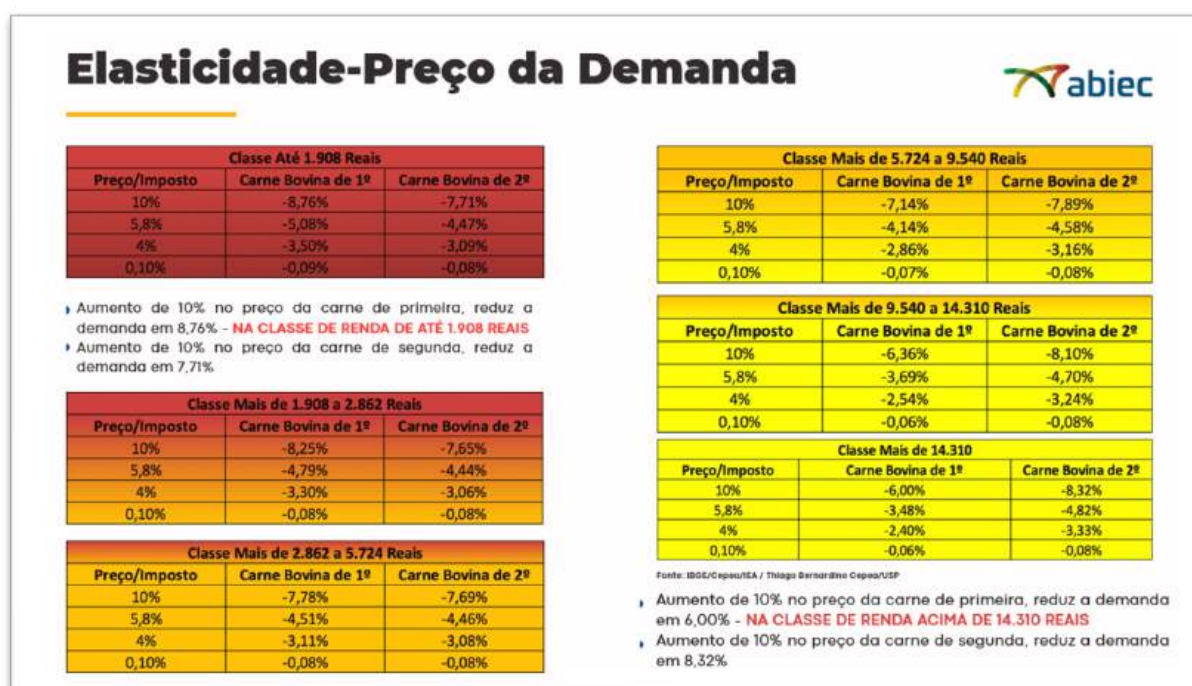 Elasticidade-Preço da Demanda
abiec
Classe Até 1.908 Reais
Preço/Imposto Carne Bovina de 1º Carne Bovina de 2º
10% -8,76% -7,71%
5,8% -5,08% -4,47%
4% -3,50% -3,09%
0,10% -0,09% -0,08%
Aumento de 10% no preço da carne de primeira, reduz a
demanda em 8,76% - NA CLASSE DE RENDA DE ATÉ 1.908 REAIS
Aumento de 10% no preço da carne de segunda, reduz a
demanda em 7,71%
Classe Mais de 1.908 a 2.862 Reais
Preço/Imposto Carne Bovina de 1º Carne Bovina de 2º
10% -8,25% -7,65%
5,8% -4,79% -4,44%
4% -3,30% -3,06%
0,10% -0,08% -0,08%
Classe Mais de 2.862 a 5.724 Reais
Preço/Imposto Carne Bovina de 1º Carne Bovina de 2º
10% -7,78% -7,69%
5,8% -4,51% -4,46%
4% -3,11% -3,08%
0,10% -0,08% -0,08%
Classe Mais de 5.724 a 9.540 Reais
Preço/Imposto Carne Bovina de 1º Carne Bovina de 2º
10% -7,14% -7,89%
5,8% -4,14% -4,58%
4% -2,86% -3,16%
0,10% -0,07% -0,08%
Classe Mais de 9.540 a 14.310 Reais
Preço/Imposto Carne Bovina de 1º Carne Bovina de 2º
10% -6,36% -8,10%
5,8% -3,69% -4,70%
4% -2,54% -3,24%
0,10% -0,06% -0,08%
Classe Mais de 14.310
Preço/Imposto Carne Bovina de 1º Carne Bovina de 2º
10% -6,00% -8,32%
5,8% -3,48% -4,82%
4% -2,40% -3,33%
0,10% -0,06% -0,08%
Fonte: IBGE/Cepea/IEA / Thiago Bernardino Cepea/USP
Aumento de 10% no preço da carne de primeira, reduz a demanda
em 6,00% - NA CLASSE DE RENDA ACIMA DE 14.310 REAIS
Aumento de 10% no preço da carne de segunda, reduz a demanda
em 8,32%